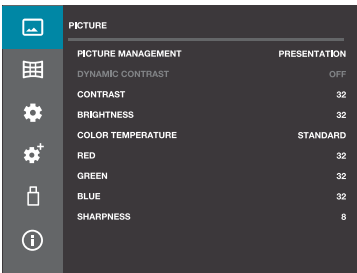 PICTURE
PICTURE MANAGEMENT PRESENTATION
DYNAMIC CONTRAST OFF
CONTRAST 32
BRIGHTNESS 32
COLOR TEMPERATURE STANDARD
RED 32
GREEN 32
BLUE 32
SHARPNESS 8